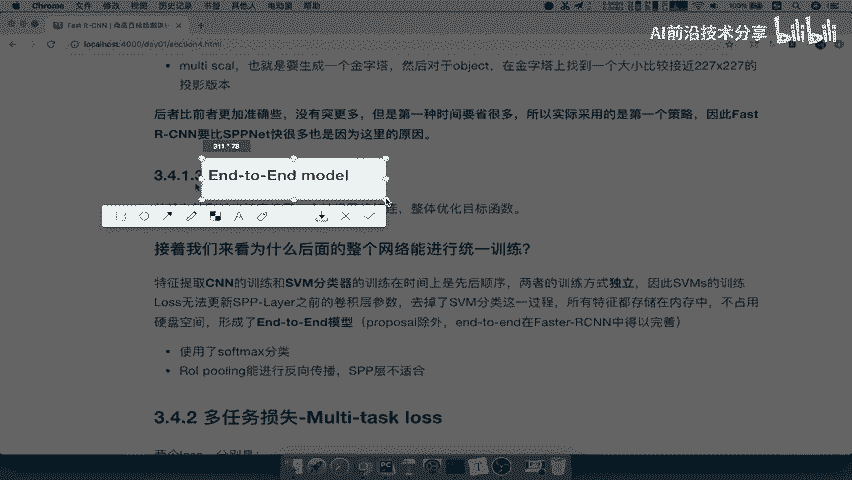 Chrome 文件 修改 视图 历史记录 书签 其他人 电动窗 帮助
100%
AI前沿技术分享 bilibili
localhost:4000/day01/section4.html
multi scal，也就是要生成一个金字塔，然后对于object，在金字塔上找到一个大小比较接近227x227的
投影版本
后者比前者更加准确些，没有突更多，但是第一种时间要省很多，所以实际采用的是第一个策略，因此Fast
R-CNN要比SPPNet快很多也是因为这里的原因。
311 * 78
3.4.1.3 End-to-End model
连、整体优化目标函数。
接着我们来看为什么后面的整个网络能进行统一训练？
特征提取CNN的训练和SVM分类器的训练在时间上是先后顺序，两者的训练方式独立，因此SVMs的训练
Loss无法更新SPP-Layer之前的卷积层参数，去掉了SVM分类这一过程，所有特征都存储在内存中，不占用
硬盘空间，形成了End-to-End模型（proposal除外，end-to-end在Faster-RCNN中得以完善）
使用了softmax分类
RoI pooling能进行反向传播，SPP层不适合
3.4.2 多任务损失-Multi-task loss
两个loss，分别是：